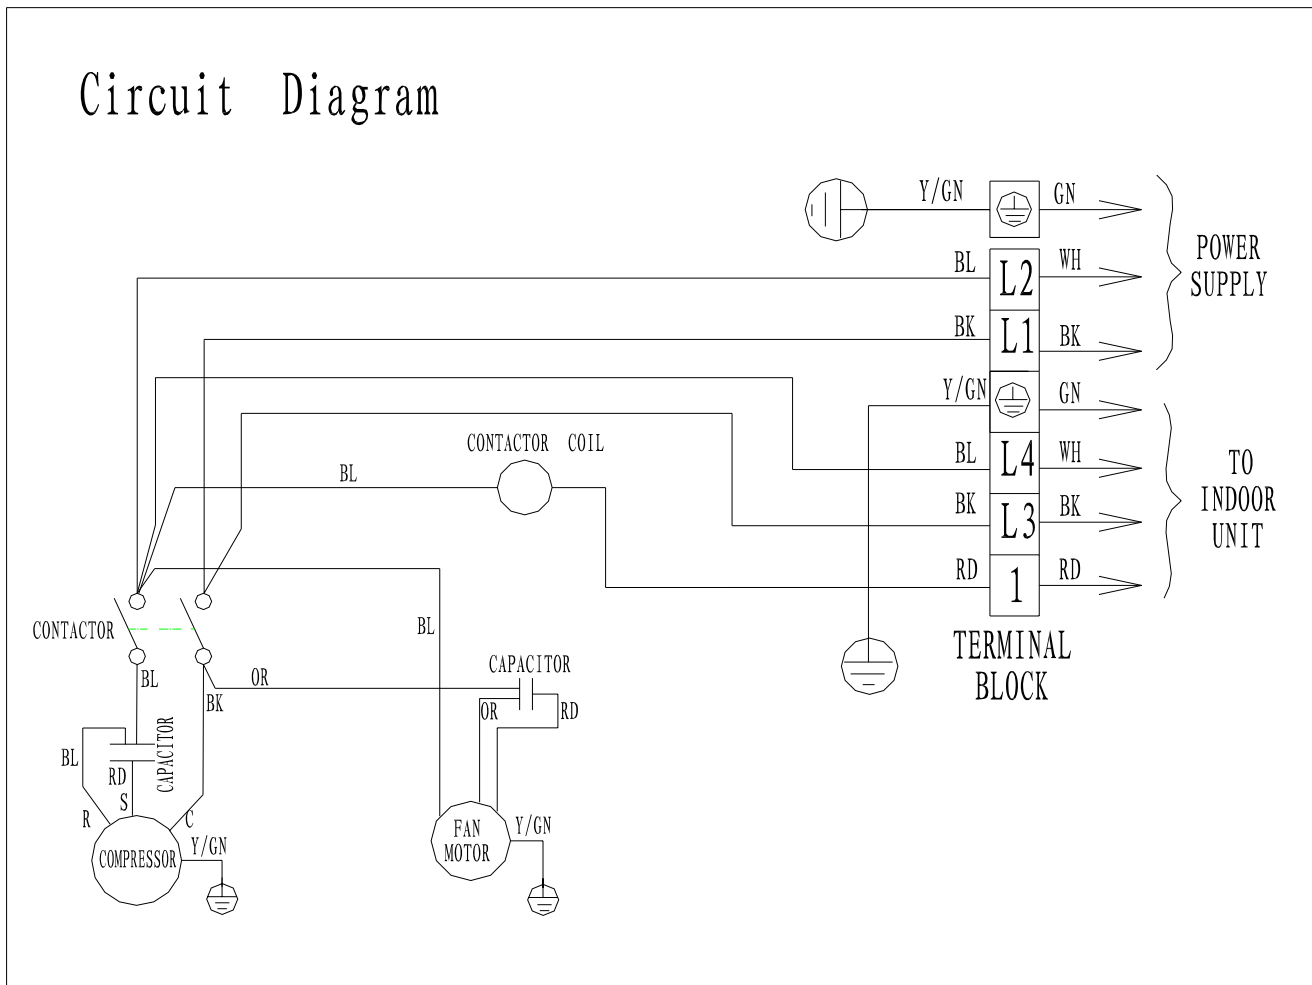 Circuit Diagram
Y/GN GN
BL L2 WH
POWER
SUPPLY
BK L1 BK
Y/GN GN
BL L4 WH
BK L3 BK
RD 1 RD
TO
INDOOR
UNIT
TERMINAL
BLOCK
CONTACTOR COIL
BL
CONTACTOR
BL
BL
BK
OR
CAPACITOR
OR
RD
BL
CAPACITOR
RD
S
R
C
COMPRESSOR
Y/GN
FAN
MOTOR
Y/GN